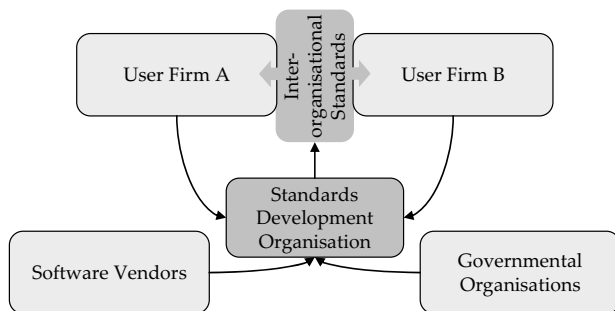 User Firm A
Inter-
organisational
Standards
User Firm B
Standards
Development
Organisation
Software Vendors
Governmental
Organisations